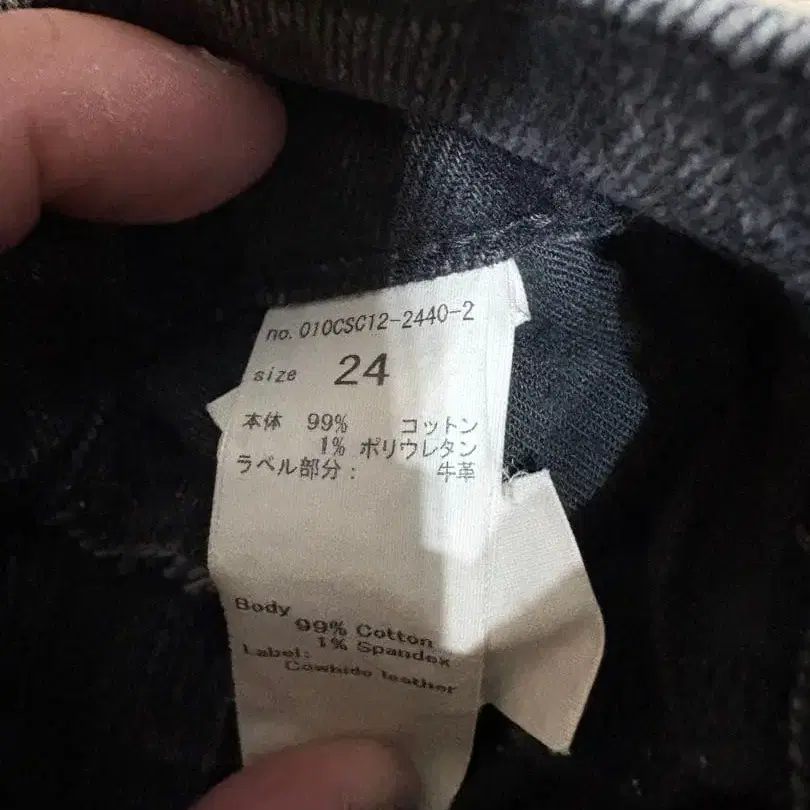 no. 010CSC12-2440-2
size 24
本体 99% コットン
1% ポリウレタン
ラベル部分: 牛革
Body
99% Cotton
1% Spandex
Label:
Cowhide leather